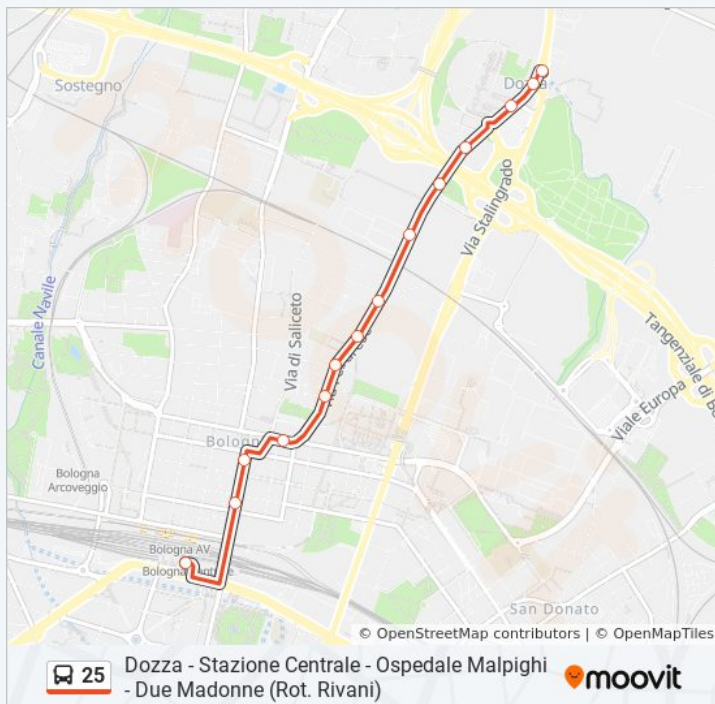 Sostegno
Dozza
Via Stalingrado
Canale Navile
Via di Saliceto
Tangenziale di B
Viale Europa
Bologn
Bologna
Arcoveggio
Bologna AV
Bologna
San Donato
© OpenStreetMap contributors | © OpenMapTiles
25
Dozza - Stazione Centrale - Ospedale Malpighi
- Due Madonne (Rot. Rivani)
moovit